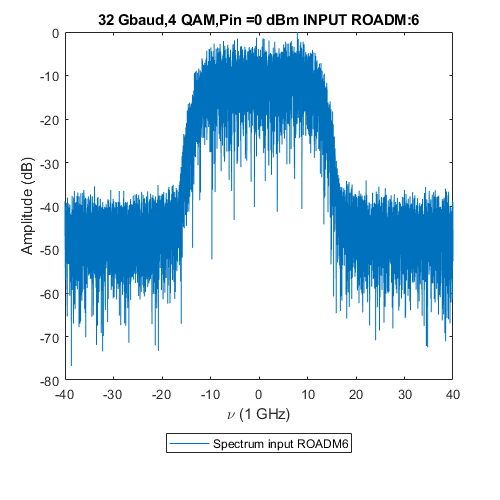 32 Gbaud,4 QAM,Pin =0 dBm INPUT ROADM:6
Amplitude (dB)
0
-10
-20
-30
-40
-50
-60
-70
-80
-40 -30 -20 -10 0 10 20 30 40
ν (1 GHz)
Spectrum input ROADM6